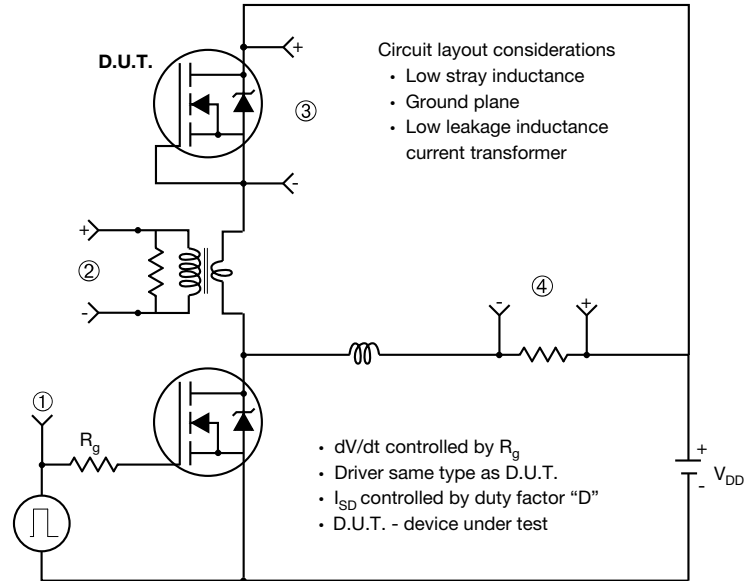 +
D.U.T.
Circuit layout considerations
• Low stray inductance
③
• Ground plane
• Low leakage inductance
current transformer
-
+
②
-
④
-
+
①
Rg
• dV/dt controlled by Rg
• Driver same type as D.U.T.
• ISD controlled by duty factor “D”
• D.U.T. - device under test
+
VDD
-